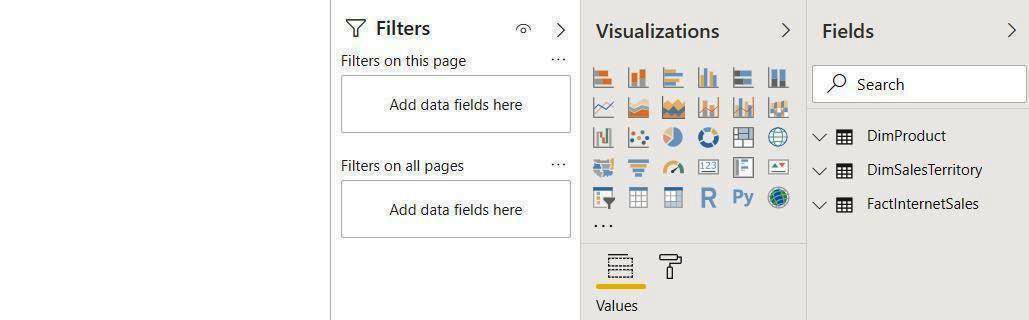 Filters
Filters on this page
...
Add data fields here
Filters on all pages
...
Add data fields here
Visualizations
123
R
Py
...
Values
Fields
Search
DimProduct
DimSalesTerritory
FactInternetSales